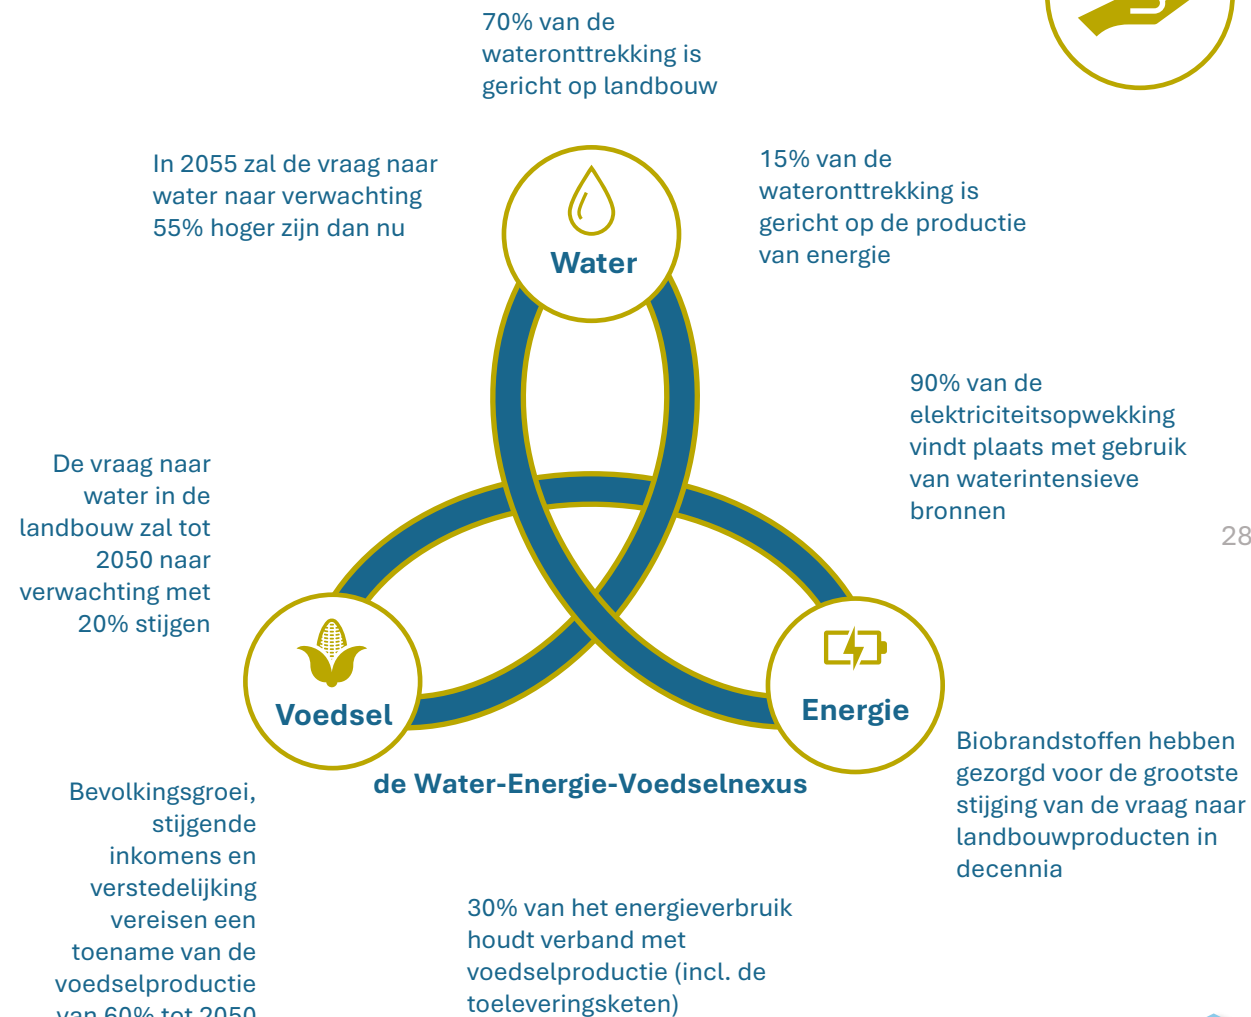 70% van de
wateronttrekking is
gericht op landbouw
In 2055 zal de vraag naar
water naar verwachting
55% hoger zijn dan nu
15% van de
wateronttrekking is
gericht op de productie
van energie
Water
90% van de
elektriciteitsopwekking
vindt plaats met gebruik
van waterintensieve
bronnen
De vraag naar
water in de
landbouw zal tot
2050 naar
verwachting met
20% stijgen
28
Voedsel
Energie
de Water-Energie-Voedselnexus
Biobrandstoffen hebben
gezorgd voor de grootste
stijging van de vraag naar
landbouwproducten in
decennia
Bevolkingsgroei,
stijgende
inkomens en
verstedelijking
vereisen een
toename van de
voedselproductie
van 60% tot 2050
30% van het energieverbruik
houdt verband met
voedselproductie (incl. de
toeleveringsketen)